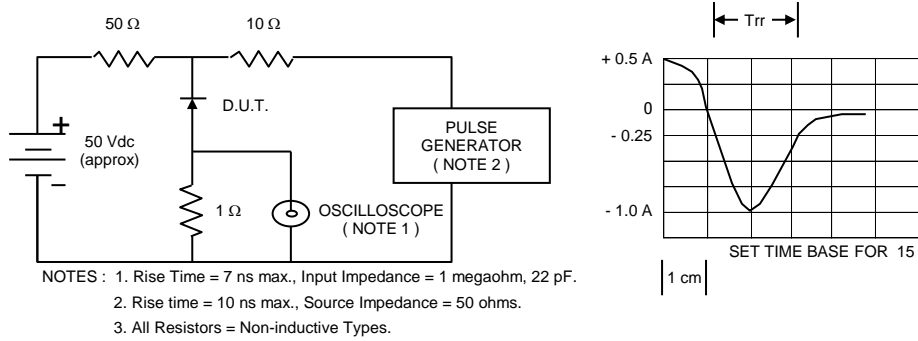 50 Ω
10 Ω
D.U.T.
+
50 Vdc
(approx)
−
1 Ω
OSCILLOSCOPE
( NOTE 1 )
PULSE
GENERATOR
( NOTE 2 )
Trr
+ 0.5 A
0
- 0.25
- 1.0 A
SET TIME BASE FOR 15
1 cm
NOTES : 1. Rise Time = 7 ns max., Input Impedance = 1 megaohm, 22 pF.
2. Rise time = 10 ns max., Source Impedance = 50 ohms.
3. All Resistors = Non-inductive Types.